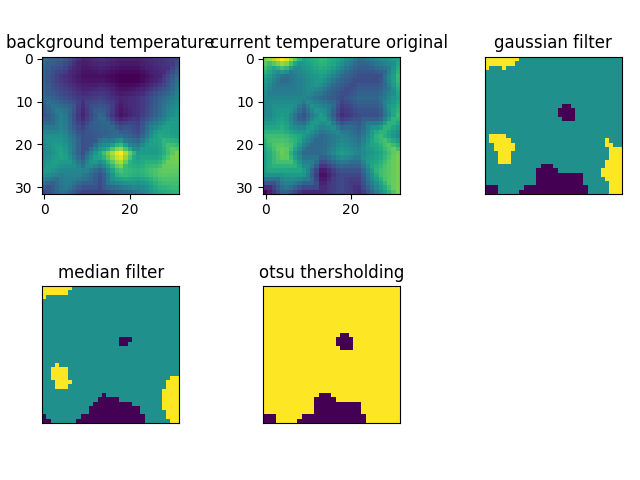 background temperature
current temperature original
gaussian filter
0
10
20
30
0
20
0
10
20
30
0
20
median filter
otsu thersholding